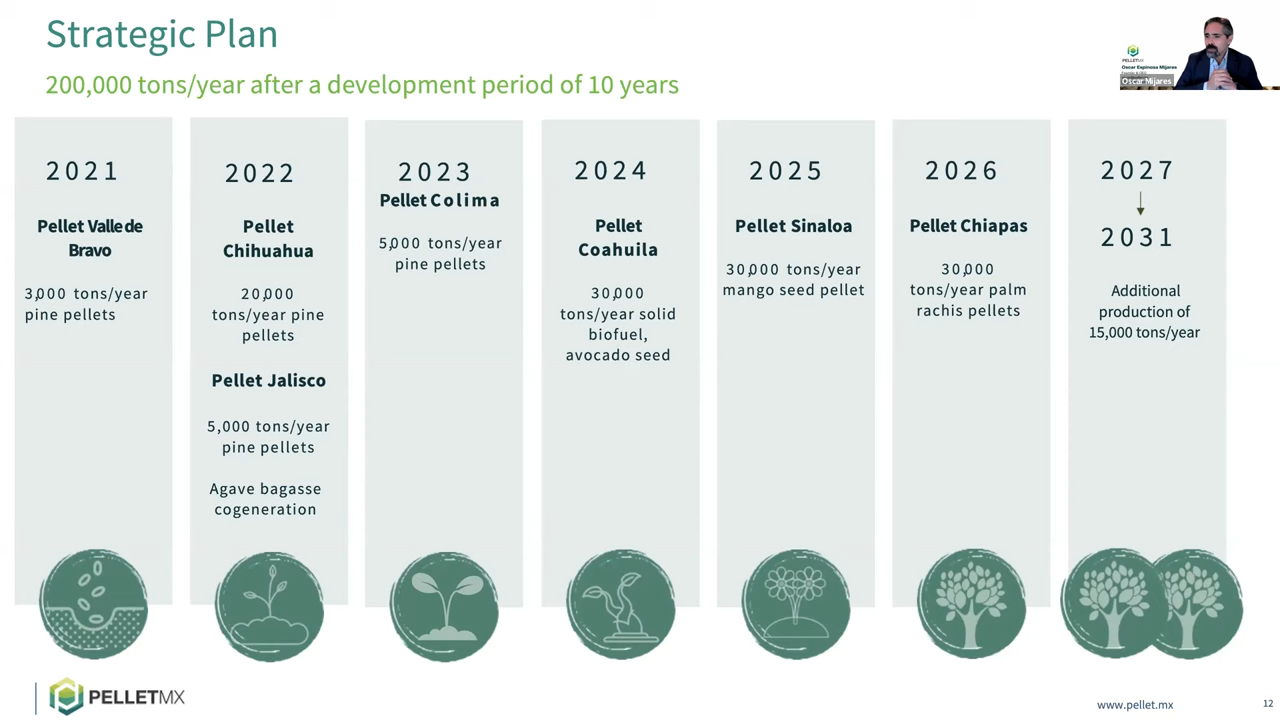 Strategic Plan
200,000 tons/year after a development period of 10 years
PELLETMX
Oscar Espinosa Mijares
Oscar Mijares
2021
Pellet Valle de
Bravo
3,000 tons/year
pine pellets
2022
Pellet
Chihuahua
20,000
tons/year pine
pellets
Pellet Jalisco
5,000 tons/year
pine pellets
Agave bagasse
cogeneration
2023
Pellet Colima
5,000 tons/year
pine pellets
2024
Pellet
Coahuila
30,000
tons/year solid
biofuel,
avocado seed
2025
Pellet Sinaloa
30,000 tons/year
mango seed pellet
2026
Pellet Chiapas
30,000
tons/year palm
rachis pellets
2027
2031
Additional
production of
15,000 tons/year
PELLETMX
www.pellet.mx
12